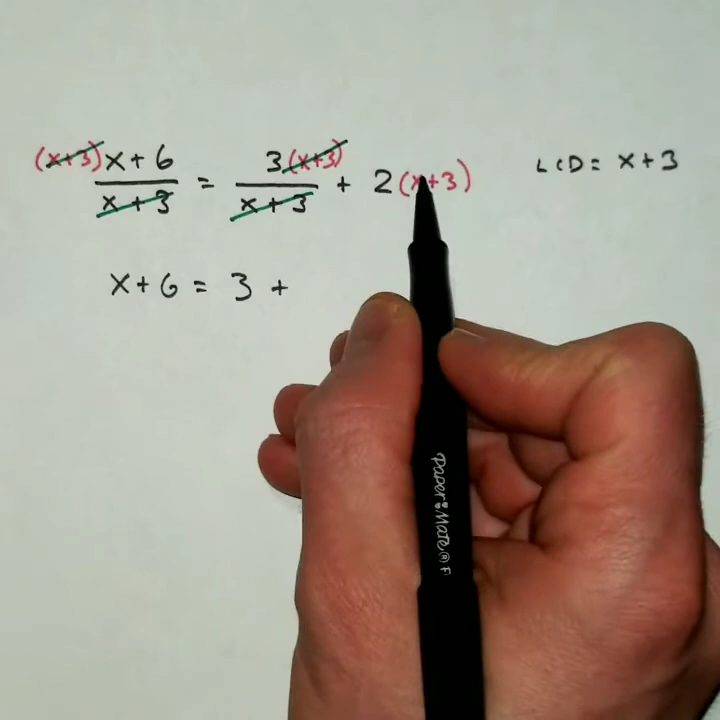 (x+3) x+6 / x+3 = 3(x+3) / x+3 + 2(x+3)
LCD = x+3
x+6 = 3 +
Paper Mate ® F